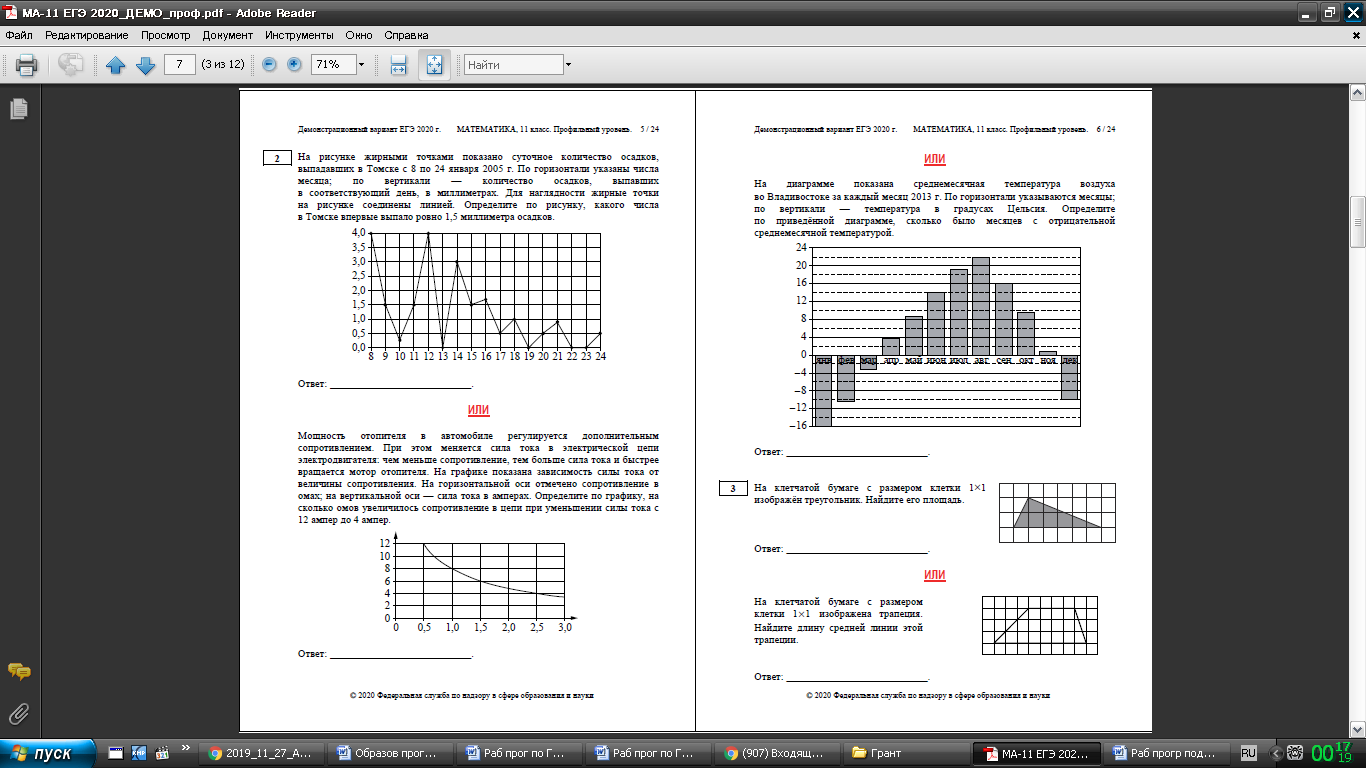 МА-11 ЕГЭ 2020_ДЕМО_проф.pdf - Adobe Reader
Файл Редактирование Просмотр Документ Инструменты Окно Справка
7 (3 из 12) 71% Найти
Демонстрационный вариант ЕГЭ 2020 г. МАТЕМАТИКА, 11 класс. Профильный уровень. 5 / 24
2
На рисунке жирными точками показано суточное количество осадков,
выпадавших в Томске с 8 по 24 января 2005 г. По горизонтали указаны числа
месяца; по вертикали — количество осадков, выпавших
в соответствующий день, в миллиметрах. Для наглядности жирные точки
на рисунке соединены линией. Определите по рисунку, какого числа
в Томске впервые выпало ровно 1,5 миллиметра осадков.
4,0
3,5
3,0
2,5
2,0
1,5
1,0
0,5
0,0
8 9 10 11 12 13 14 15 16 17 18 19 20 21 22 23 24
Ответ: ___________________________.
ИЛИ
Мощность отопителя в автомобиле регулируется дополнительным
сопротивлением. При этом меняется сила тока в электрической цепи
электродвигателя: чем меньше сопротивление, тем больше сила тока и быстрее
вращается мотор отопителя. На графике показана зависимость силы тока от
величины сопротивления. На горизонтальной оси отмечено сопротивление в
омах; на вертикальной оси — сила тока в амперах. Определите по графику, на
сколько омов увеличилось сопротивление в цепи при уменьшении силы тока с
12 ампер до 4 ампер.
12
10
8
6
4
2
0
0 0,5 1,0 1,5 2,0 2,5 3,0
Ответ: ___________________________.
© 2020 Федеральная служба по надзору в сфере образования и науки
Демонстрационный вариант ЕГЭ 2020 г. МАТЕМАТИКА, 11 класс. Профильный уровень. 6 / 24
ИЛИ
На диаграмме показана среднемесячная температура воздуха
во Владивостоке за каждый месяц 2013 г. По горизонтали указываются месяцы;
по вертикали — температура в градусах Цельсия. Определите
по приведённой диаграмме, сколько было месяцев с отрицательной
среднемесячной температурой.
24
20
16
12
8
4
0
янв фев мар апр май июн июл авг сен окт ноя дек
−4
−8
−12
−16
Ответ: ___________________________.
3
На клетчатой бумаге с размером клетки 1×1
изображён треугольник. Найдите его площадь.
Ответ: ___________________________.
ИЛИ
На клетчатой бумаге с размером
клетки 1×1 изображена трапеция.
Найдите длину средней линии этой
трапеции.
Ответ: ___________________________.
© 2020 Федеральная служба по надзору в сфере образования и науки
пуск » 2019_11_27_А... Образов прог... Раб прог по Г... Раб прог по Г... (907) Входящ... Грант МА-11 ЕГЭ 202... Раб прогр под... RU 00 17 19